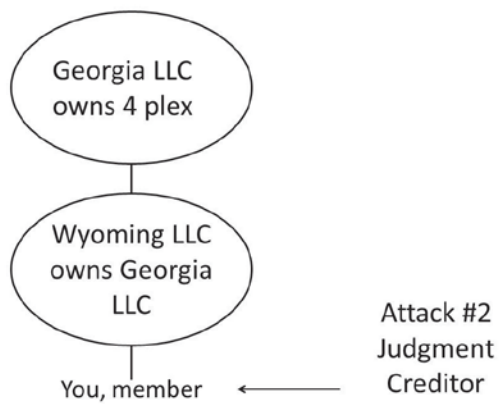 Georgia LLC
owns 4 plex
Wyoming LLC
owns Georgia
LLC
You, member
Attack #2
Judgment
Creditor